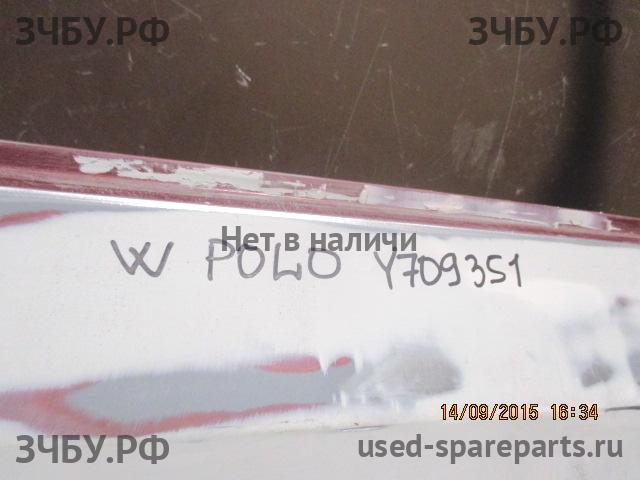 ЗЧБУ.РФ ЗЧБУ.РФ
Нет в наличи
W POLO Y709351
14/09/2015 16:34
ЗЧБУ.РФ used-spareparts.ru